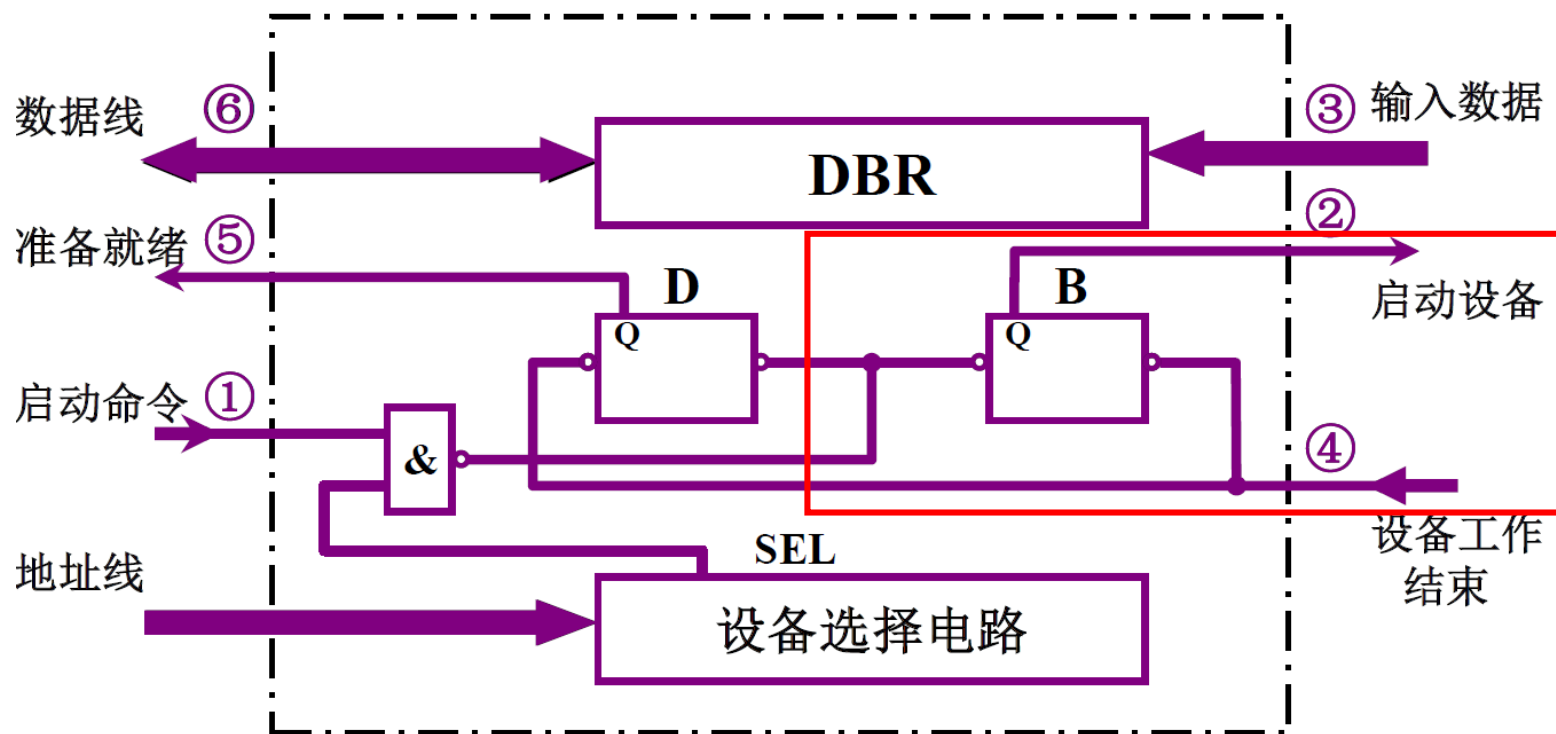 数据线
⑥
DBR
③
输入数据
②
准备就绪
⑤
D
B
Q
Q
启动设备
启动命令
①
&
④
设备工作
结束
SEL
地址线
设备选择电路